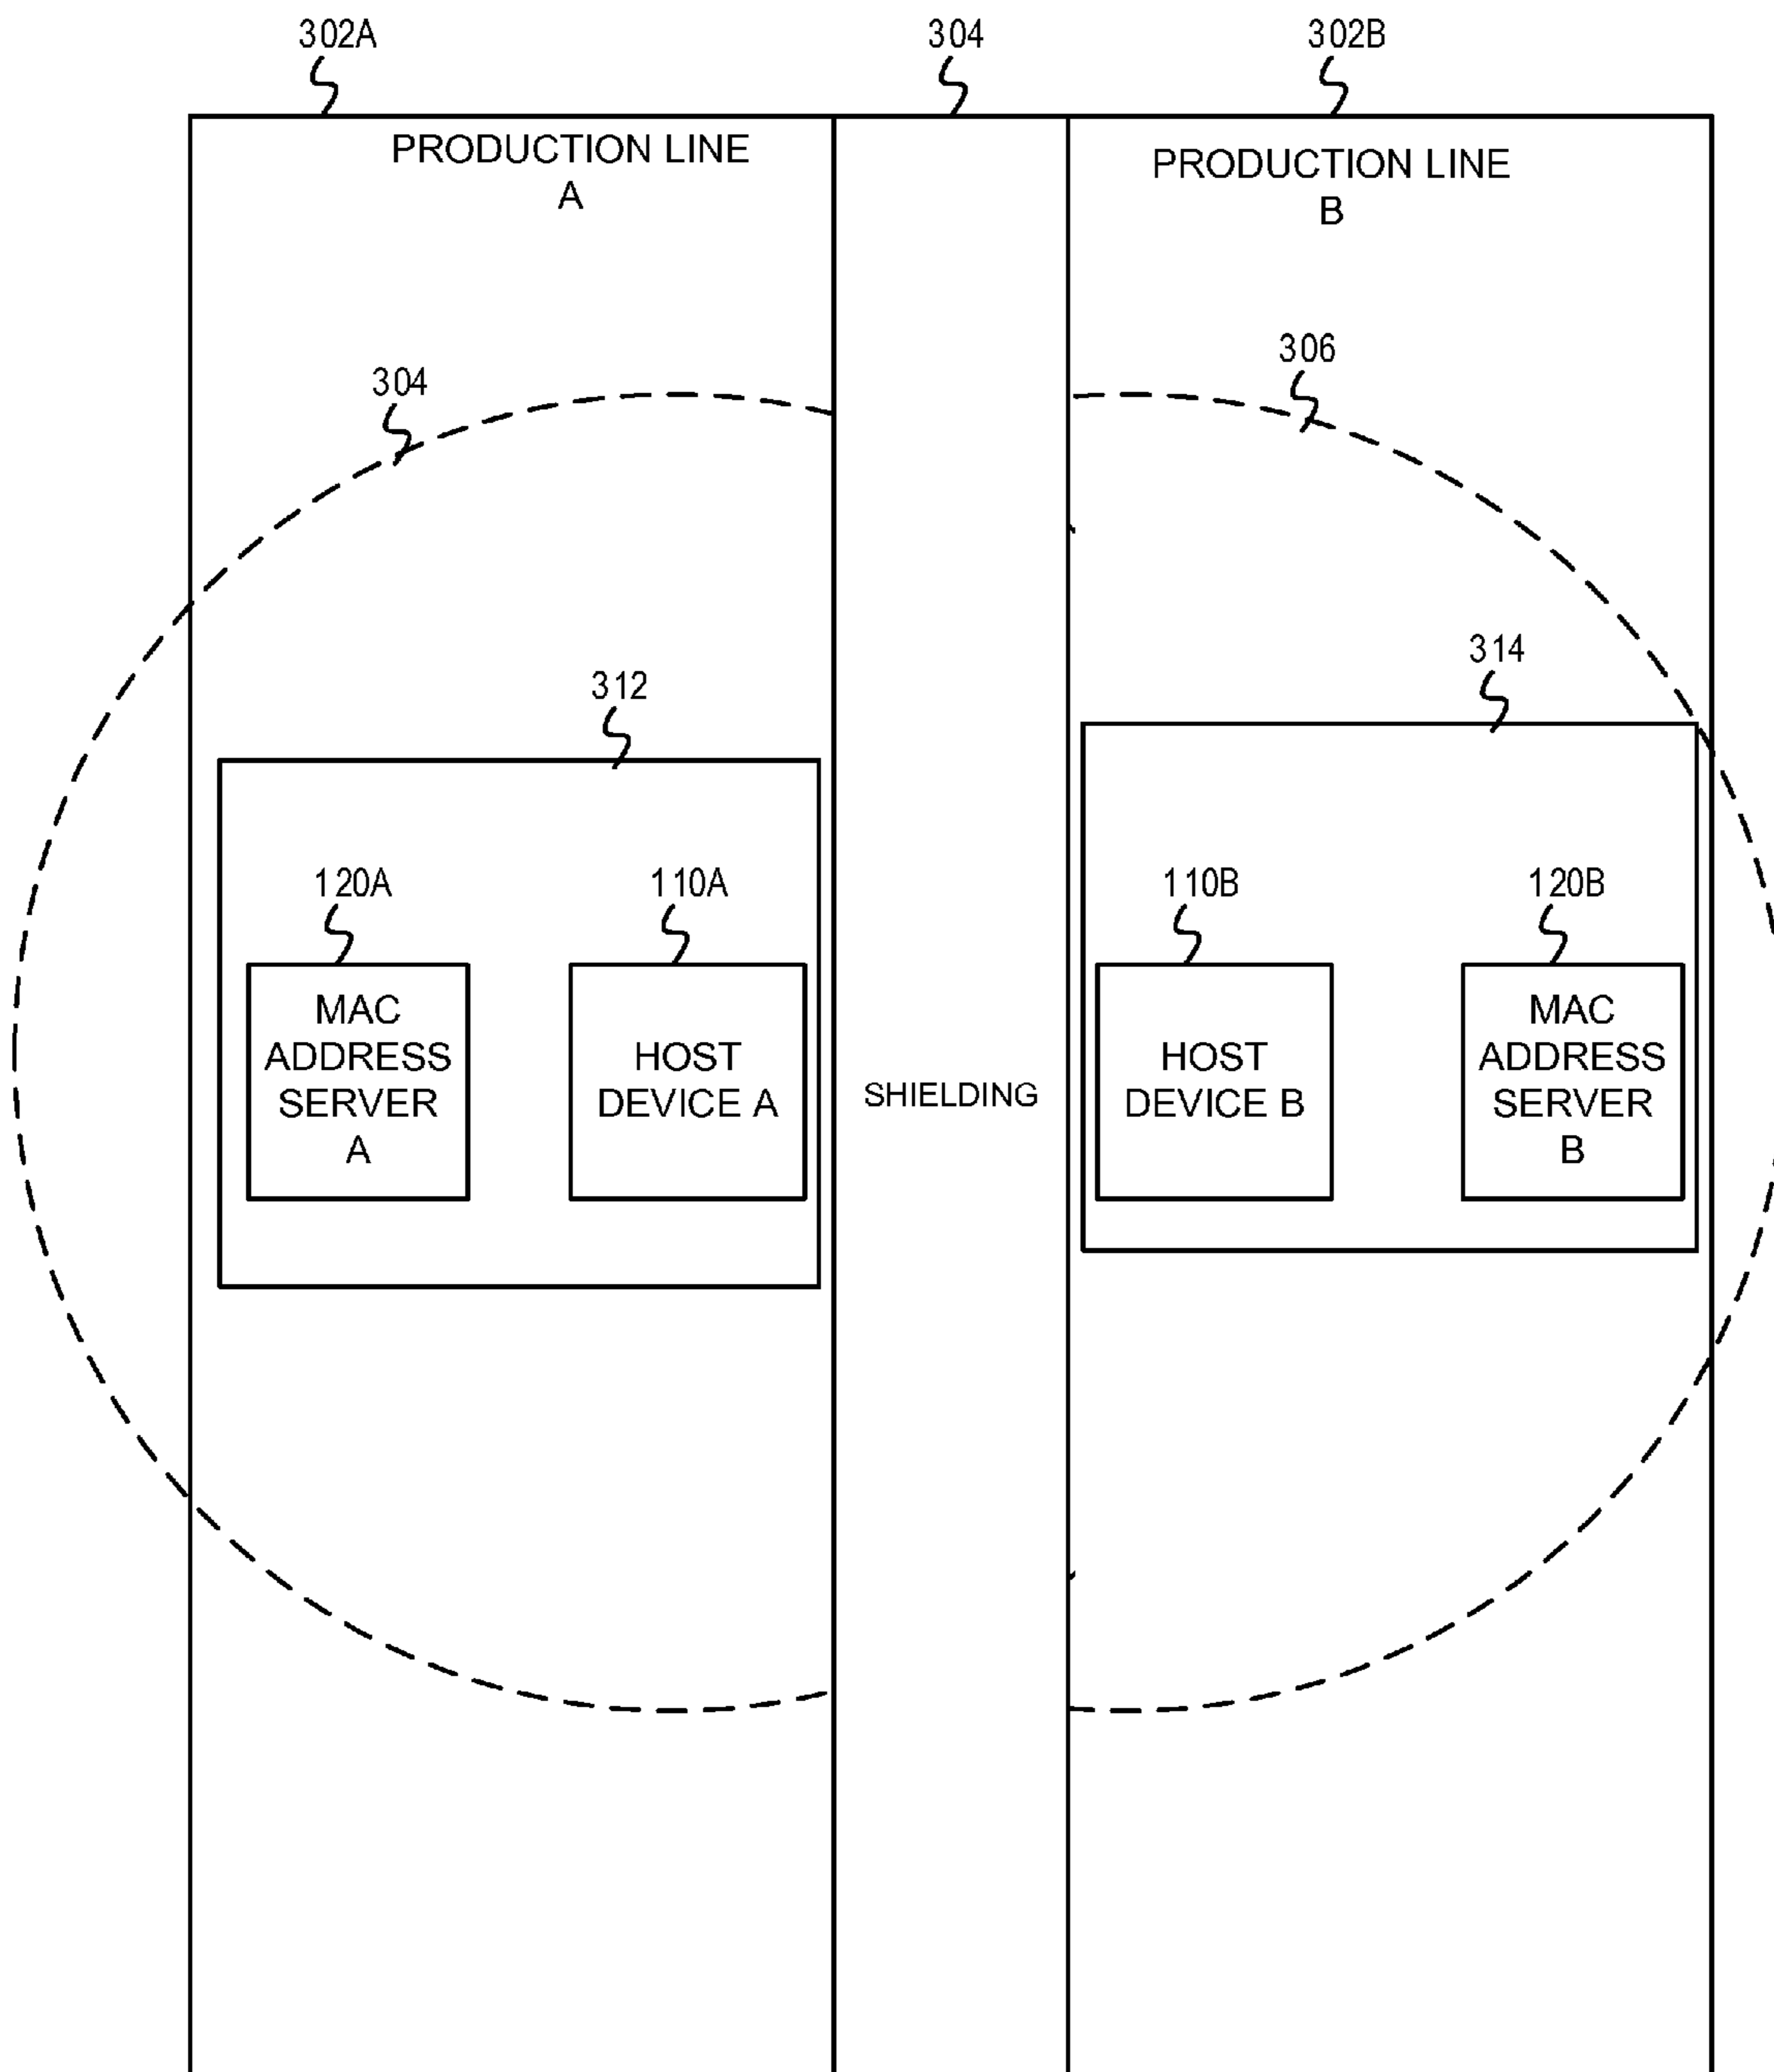 302A
304
302B
PRODUCTION LINE
A
PRODUCTION LINE
B
304
306
312
314
120A
110A
110B
120B
MAC
ADDRESS
SERVER
A
HOST
DEVICE A
SHIELDING
HOST
DEVICE B
MAC
ADDRESS
SERVER
B